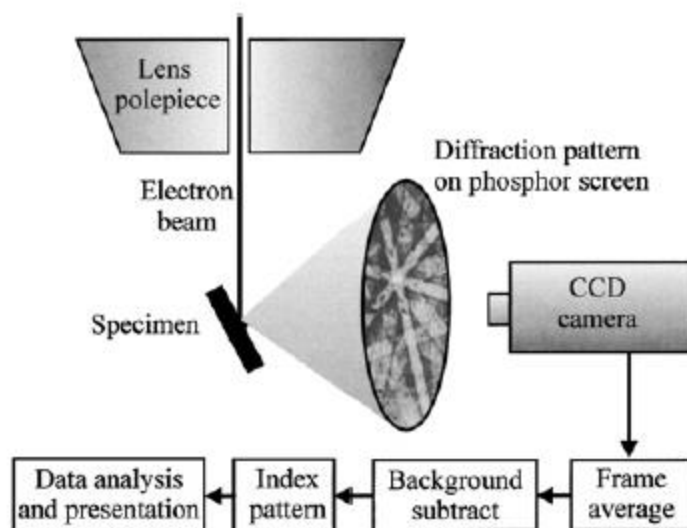 Lens
polepiece
Electron
beam
Diffraction pattern
on phosphor screen
Specimen
CCD
camera
Data analysis
and presentation
Index
pattern
Background
subtract
Frame
average